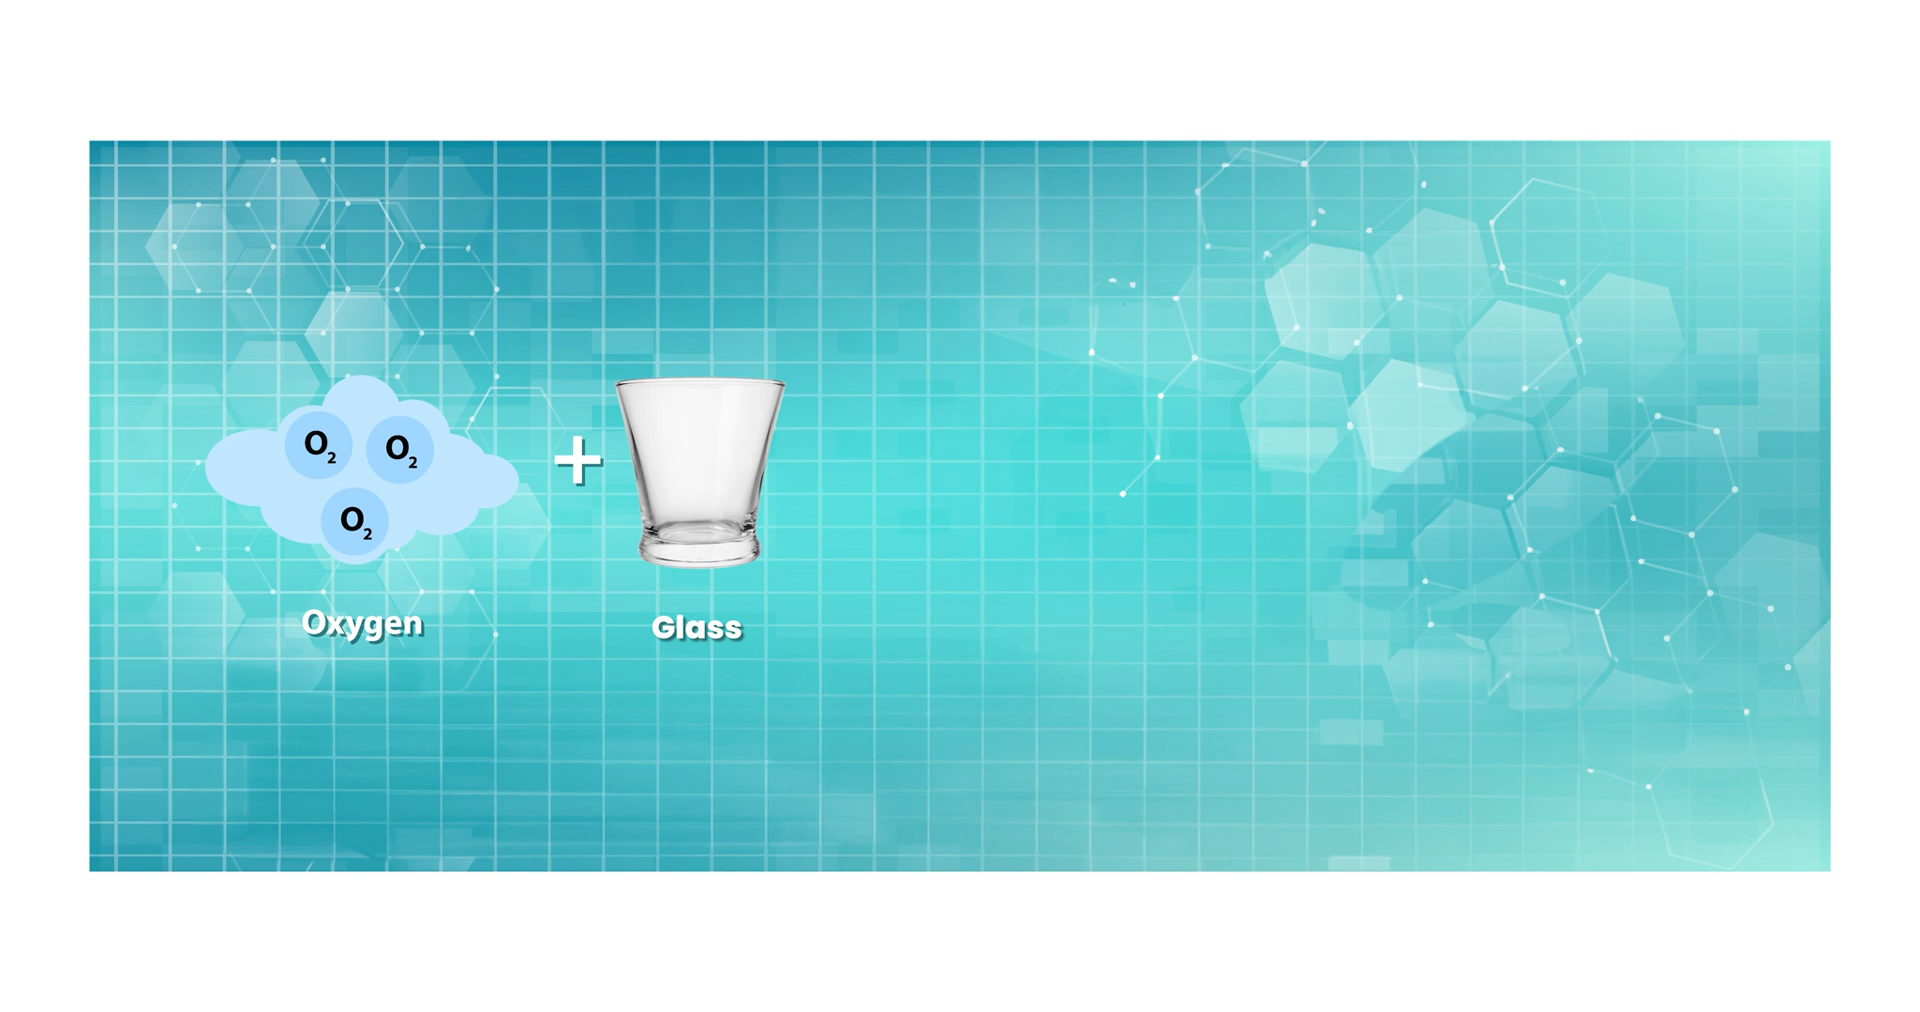 O₂ O₂
O₂
+
Oxygen Glass